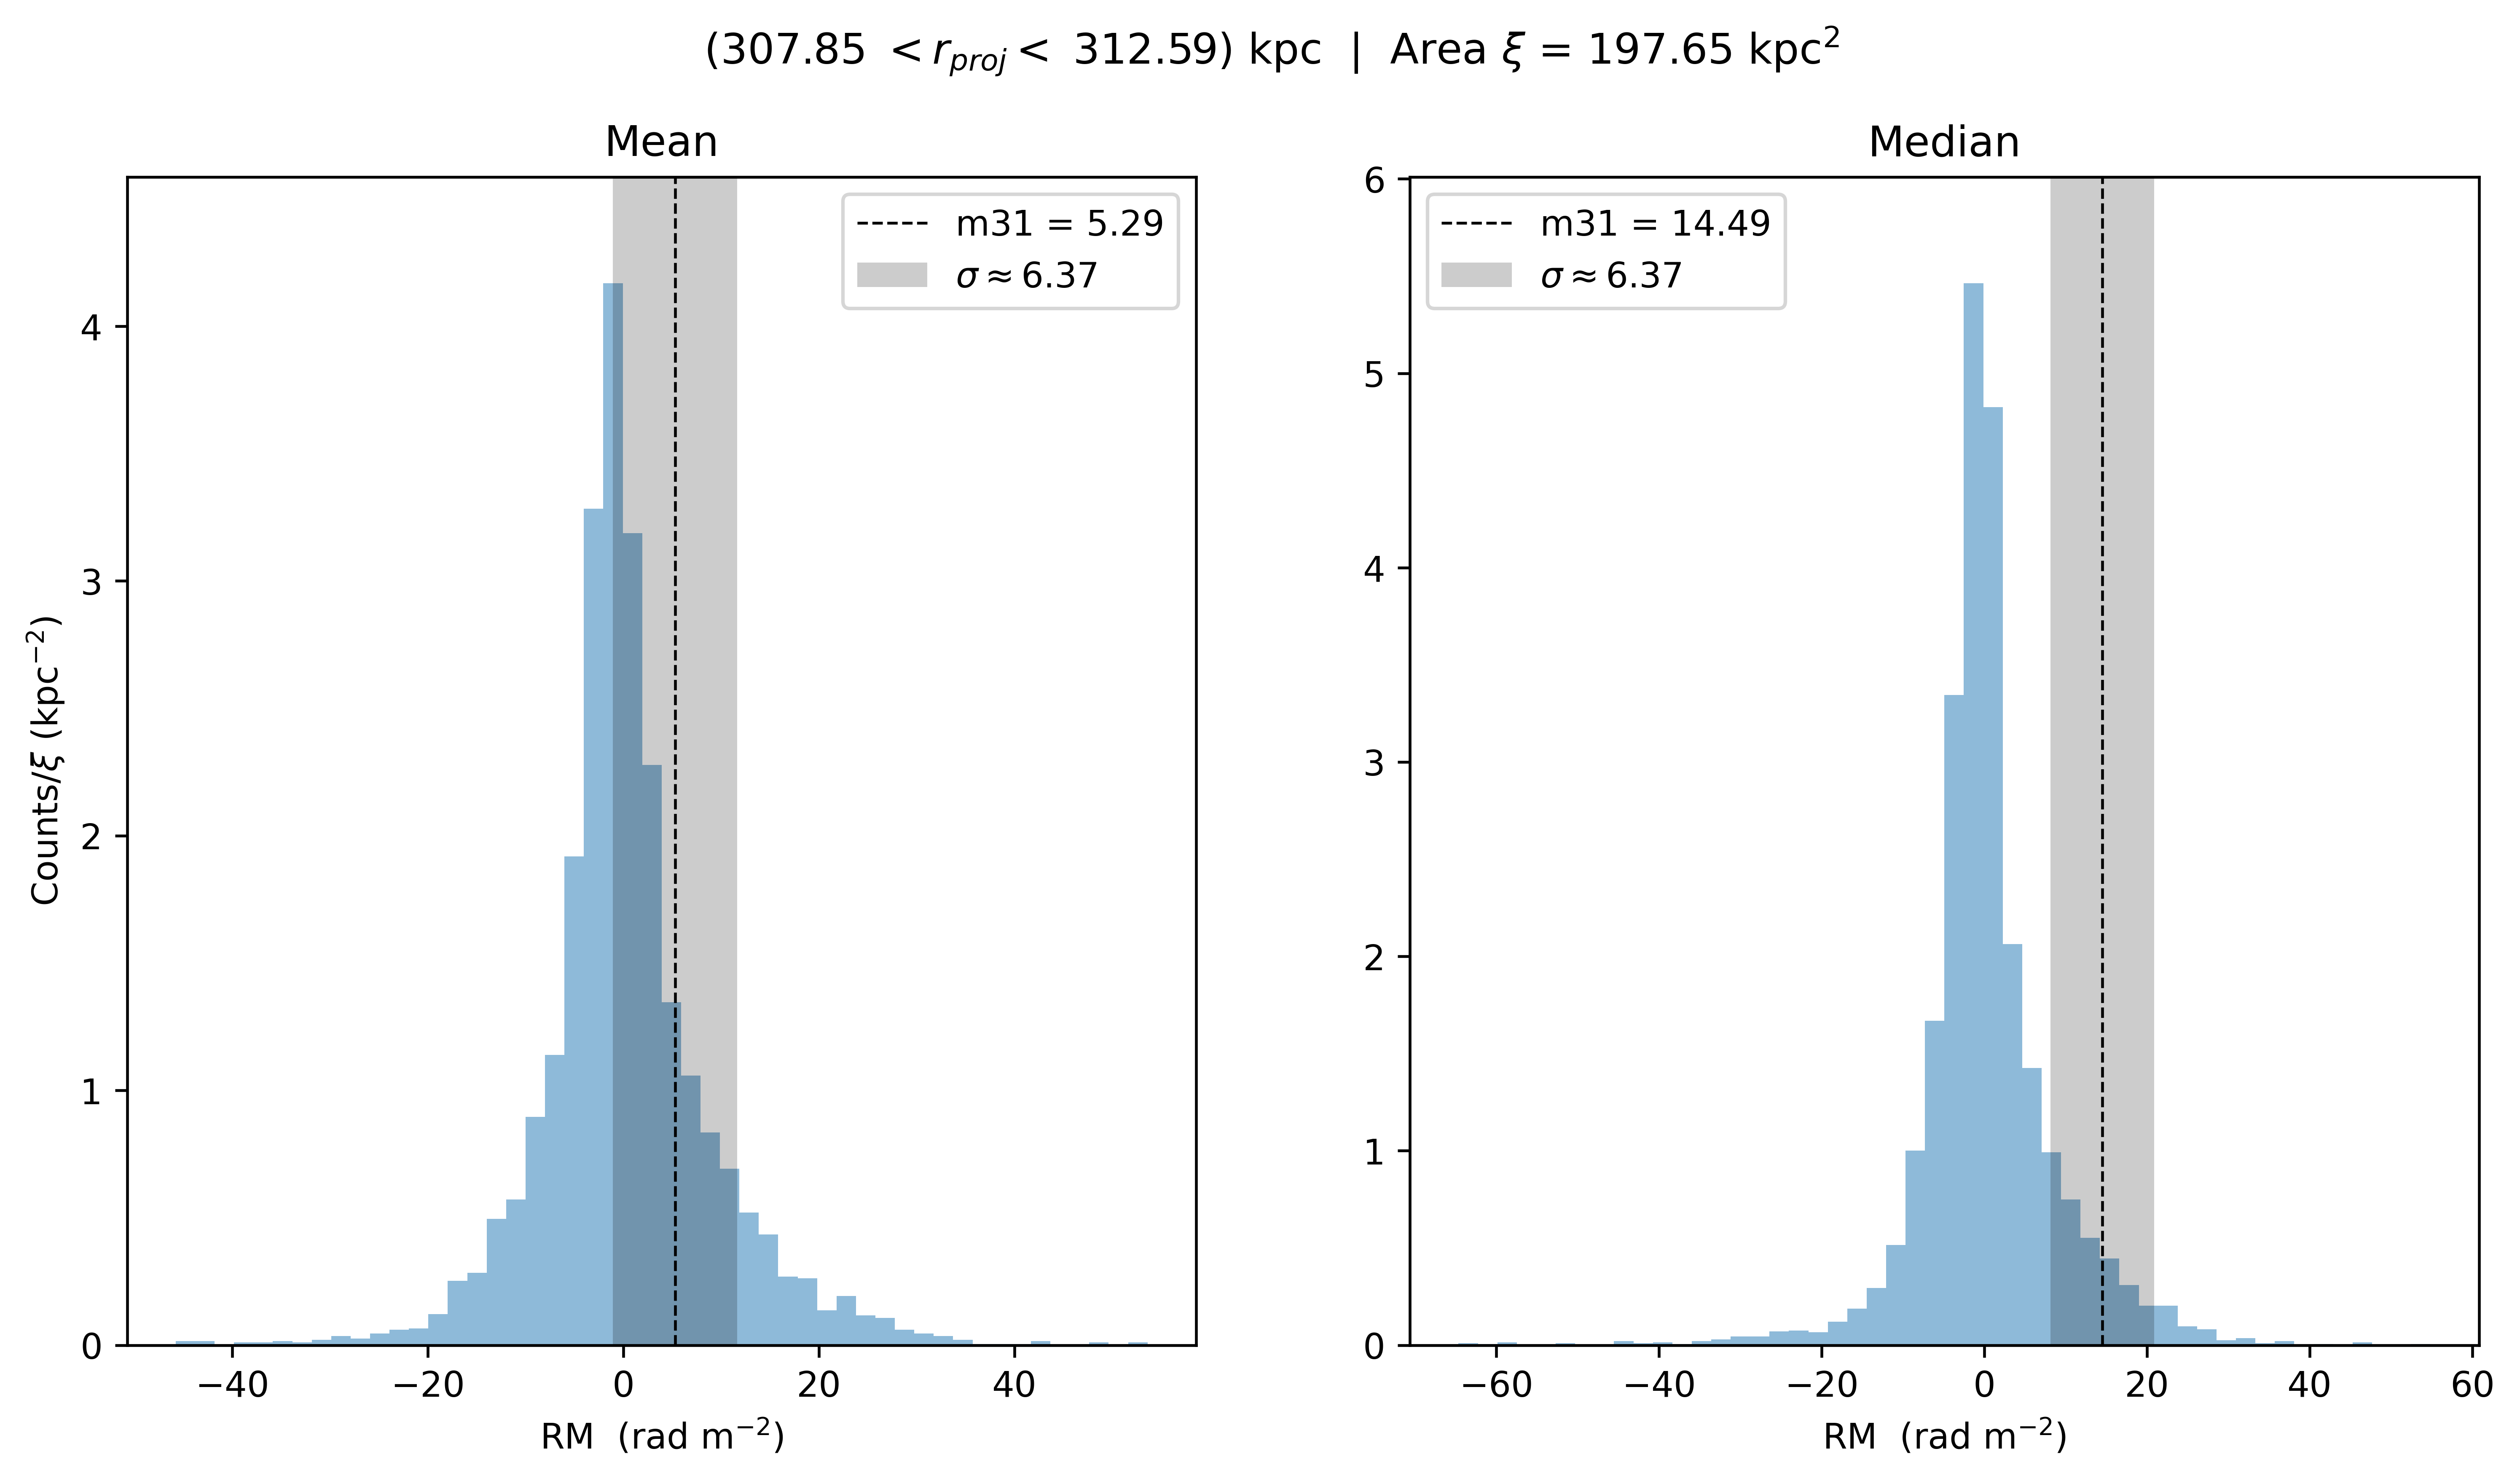 (307.85 < r_proj < 312.59) kpc | Area ξ = 197.65 kpc²
Mean
m31 = 5.29
σ ≈ 6.37
4
3
2
1
0
Counts/ξ (kpc⁻²)
−40 −20 0 20 40
RM (rad m⁻²)
Median
m31 = 14.49
σ ≈ 6.37
6
5
4
3
2
1
0
−60 −40 −20 0 20 40 60
RM (rad m⁻²)